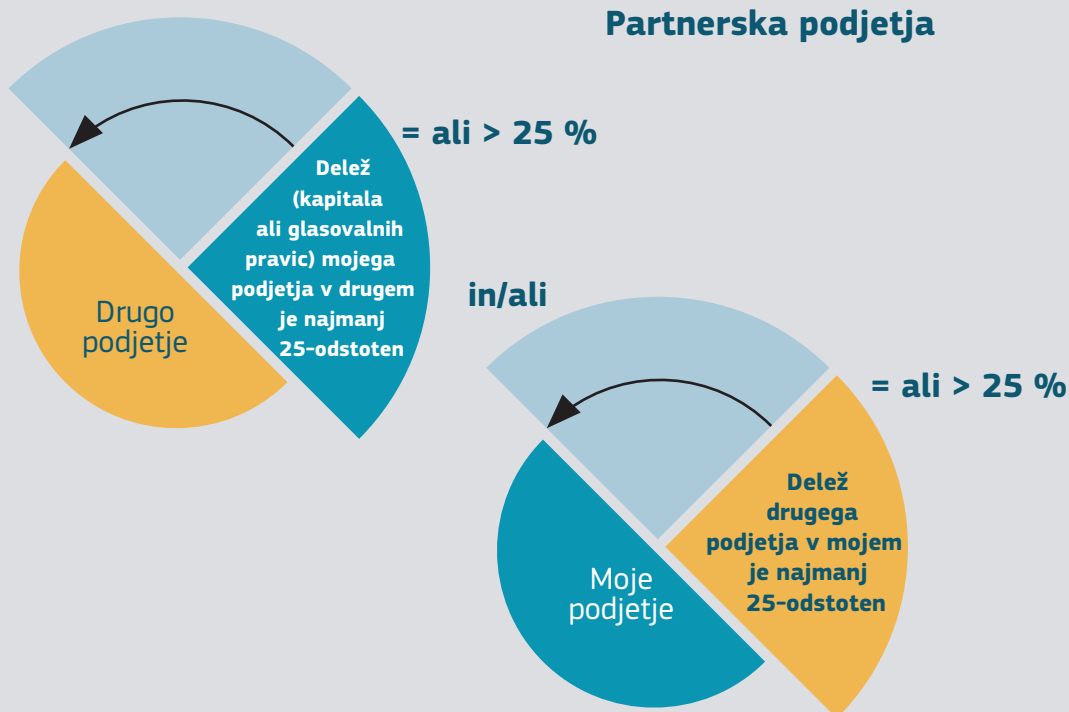 Partnerska podjetja
= ali > 25 %
Delež
(kapitala
ali glasovalnih
pravic) mojega
podjetja v drugem
je najmanj
25-odstoten
Drugo
podjetje
in/ali
= ali > 25 %
Delež
drugega
podjetja v mojem
je najmanj
25-odstoten
Moje
podjetje